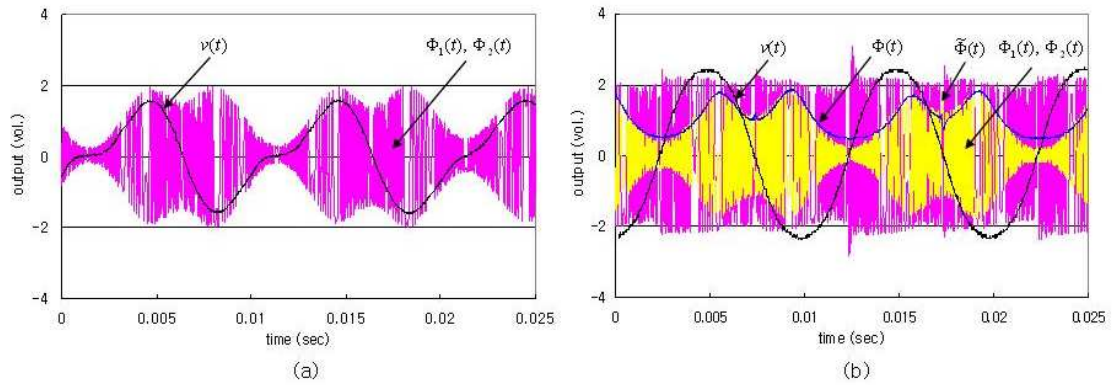 4
2
0
-2
-4
output (vol.)
v(t)
Φ₁(t), Φ₂(t)
0
0.005
0.01
0.015
0.02
0.025
time (sec)
(a)
4
2
0
-2
-4
output (vol.)
v(t)
Φ(t)
Φ̃(t)
Φ₁(t), Φ₂(t)
0
0.005
0.01
0.015
0.02
0.025
time (sec)
(b)